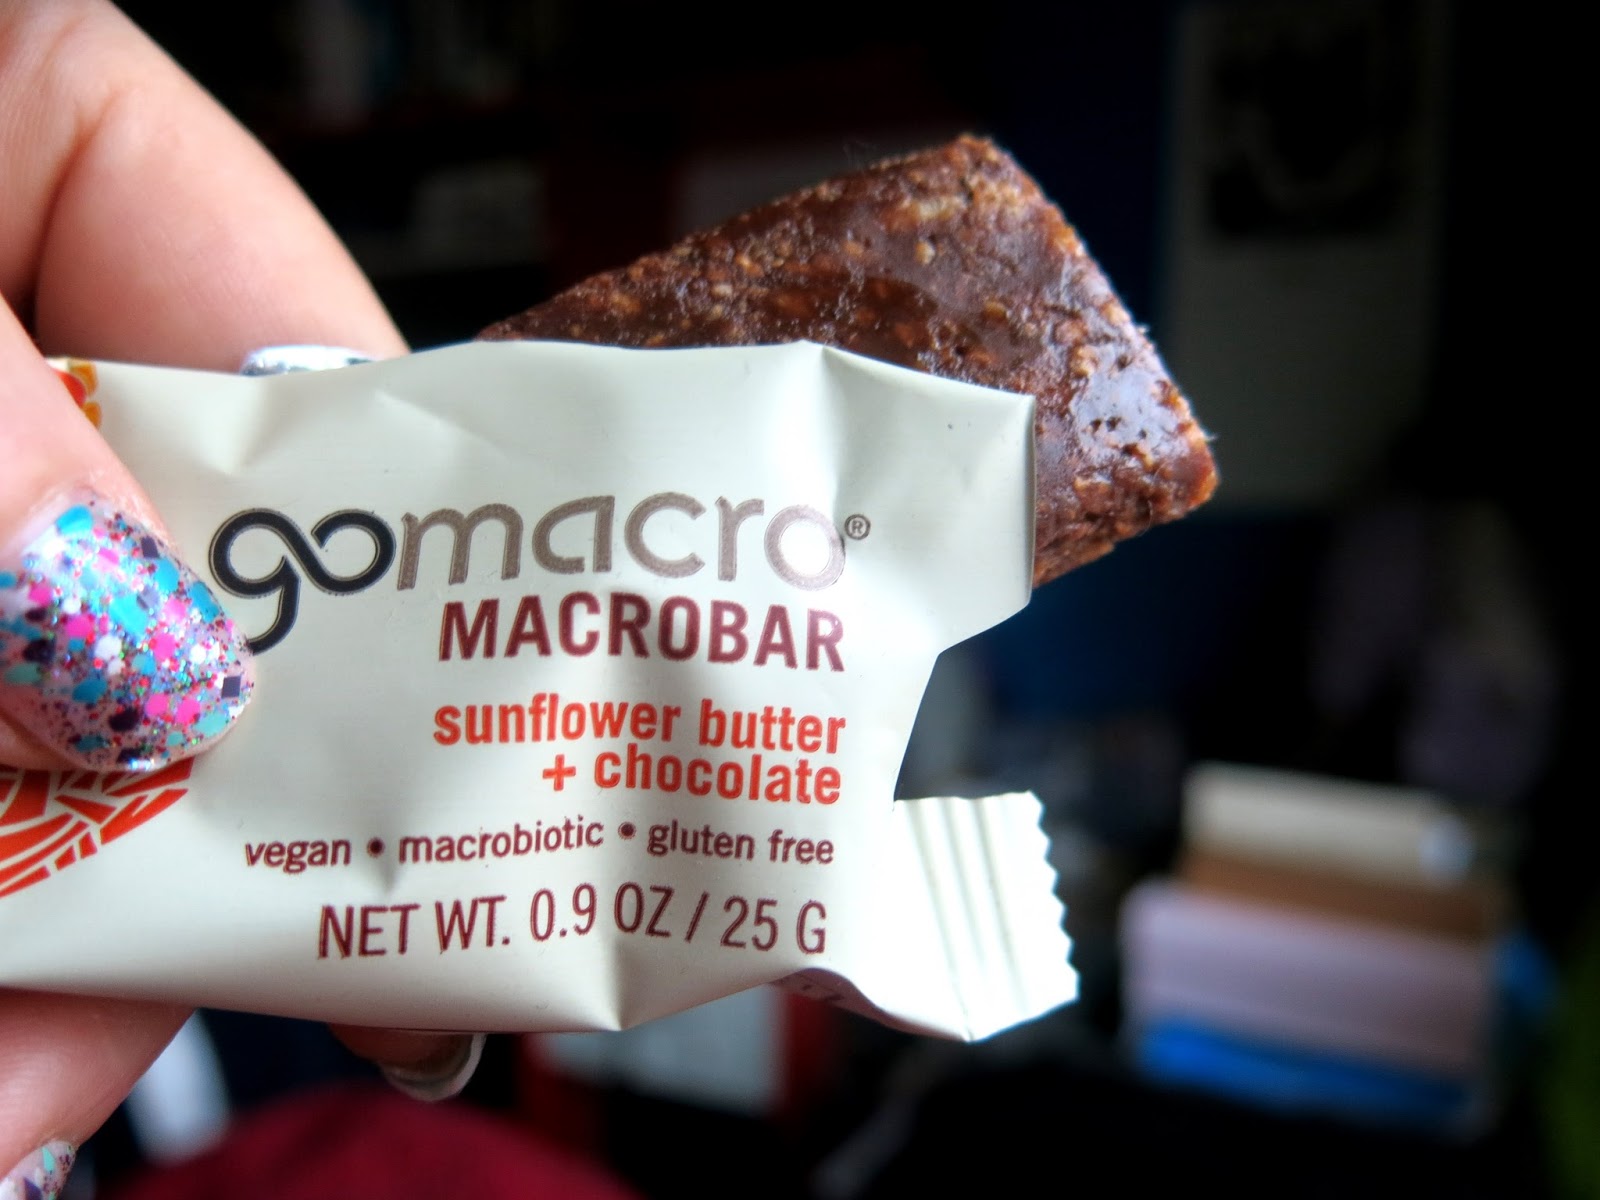 gomacro®
MACROBAR
sunflower butter
+ chocolate
vegan • macrobiotic • gluten free
NET WT. 0.9 OZ / 25 G